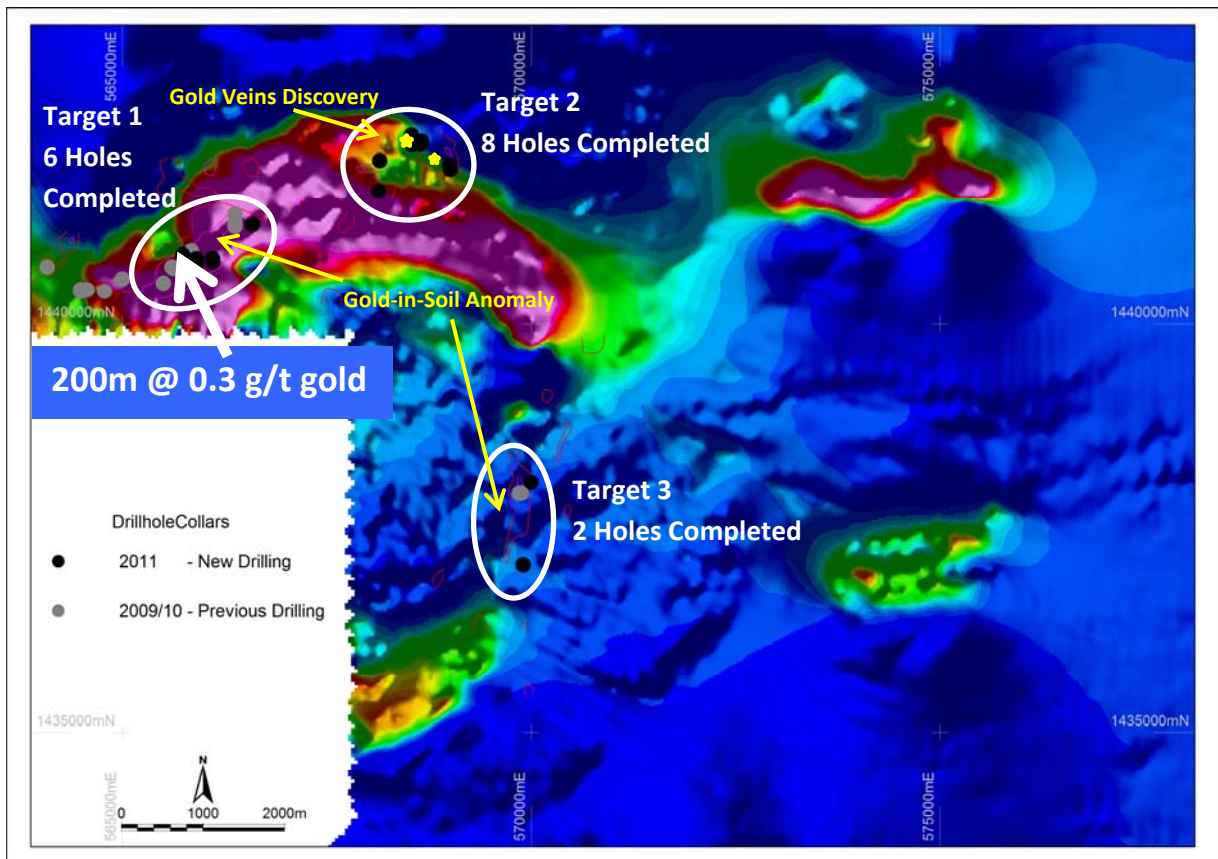 565000mE
570000mE
575000mE
Gold Veins Discovery
Target 1
6 Holes
Completed
Target 2
8 Holes Completed
Gold-in-Soil Anomaly
1440000mN
1440000mN
200m @ 0.3 g/t gold
Target 3
2 Holes Completed
DrillholeCollars
2011 - New Drilling
2009/10 - Previous Drilling
1435000mN
1435000mN
N
0 1000 2000m
565000mE
570000mE
575000mE